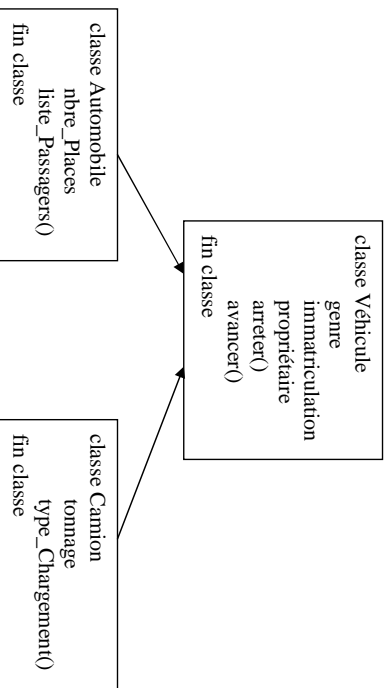 classe Véhicule
genre
immatriculation
propriétaire
arreter()
avancer()
fin classe
classe Automobile
nbre_Places
liste_Passagers()
fin classe
classe Camion
tonnage
type_Chargement()
fin classe